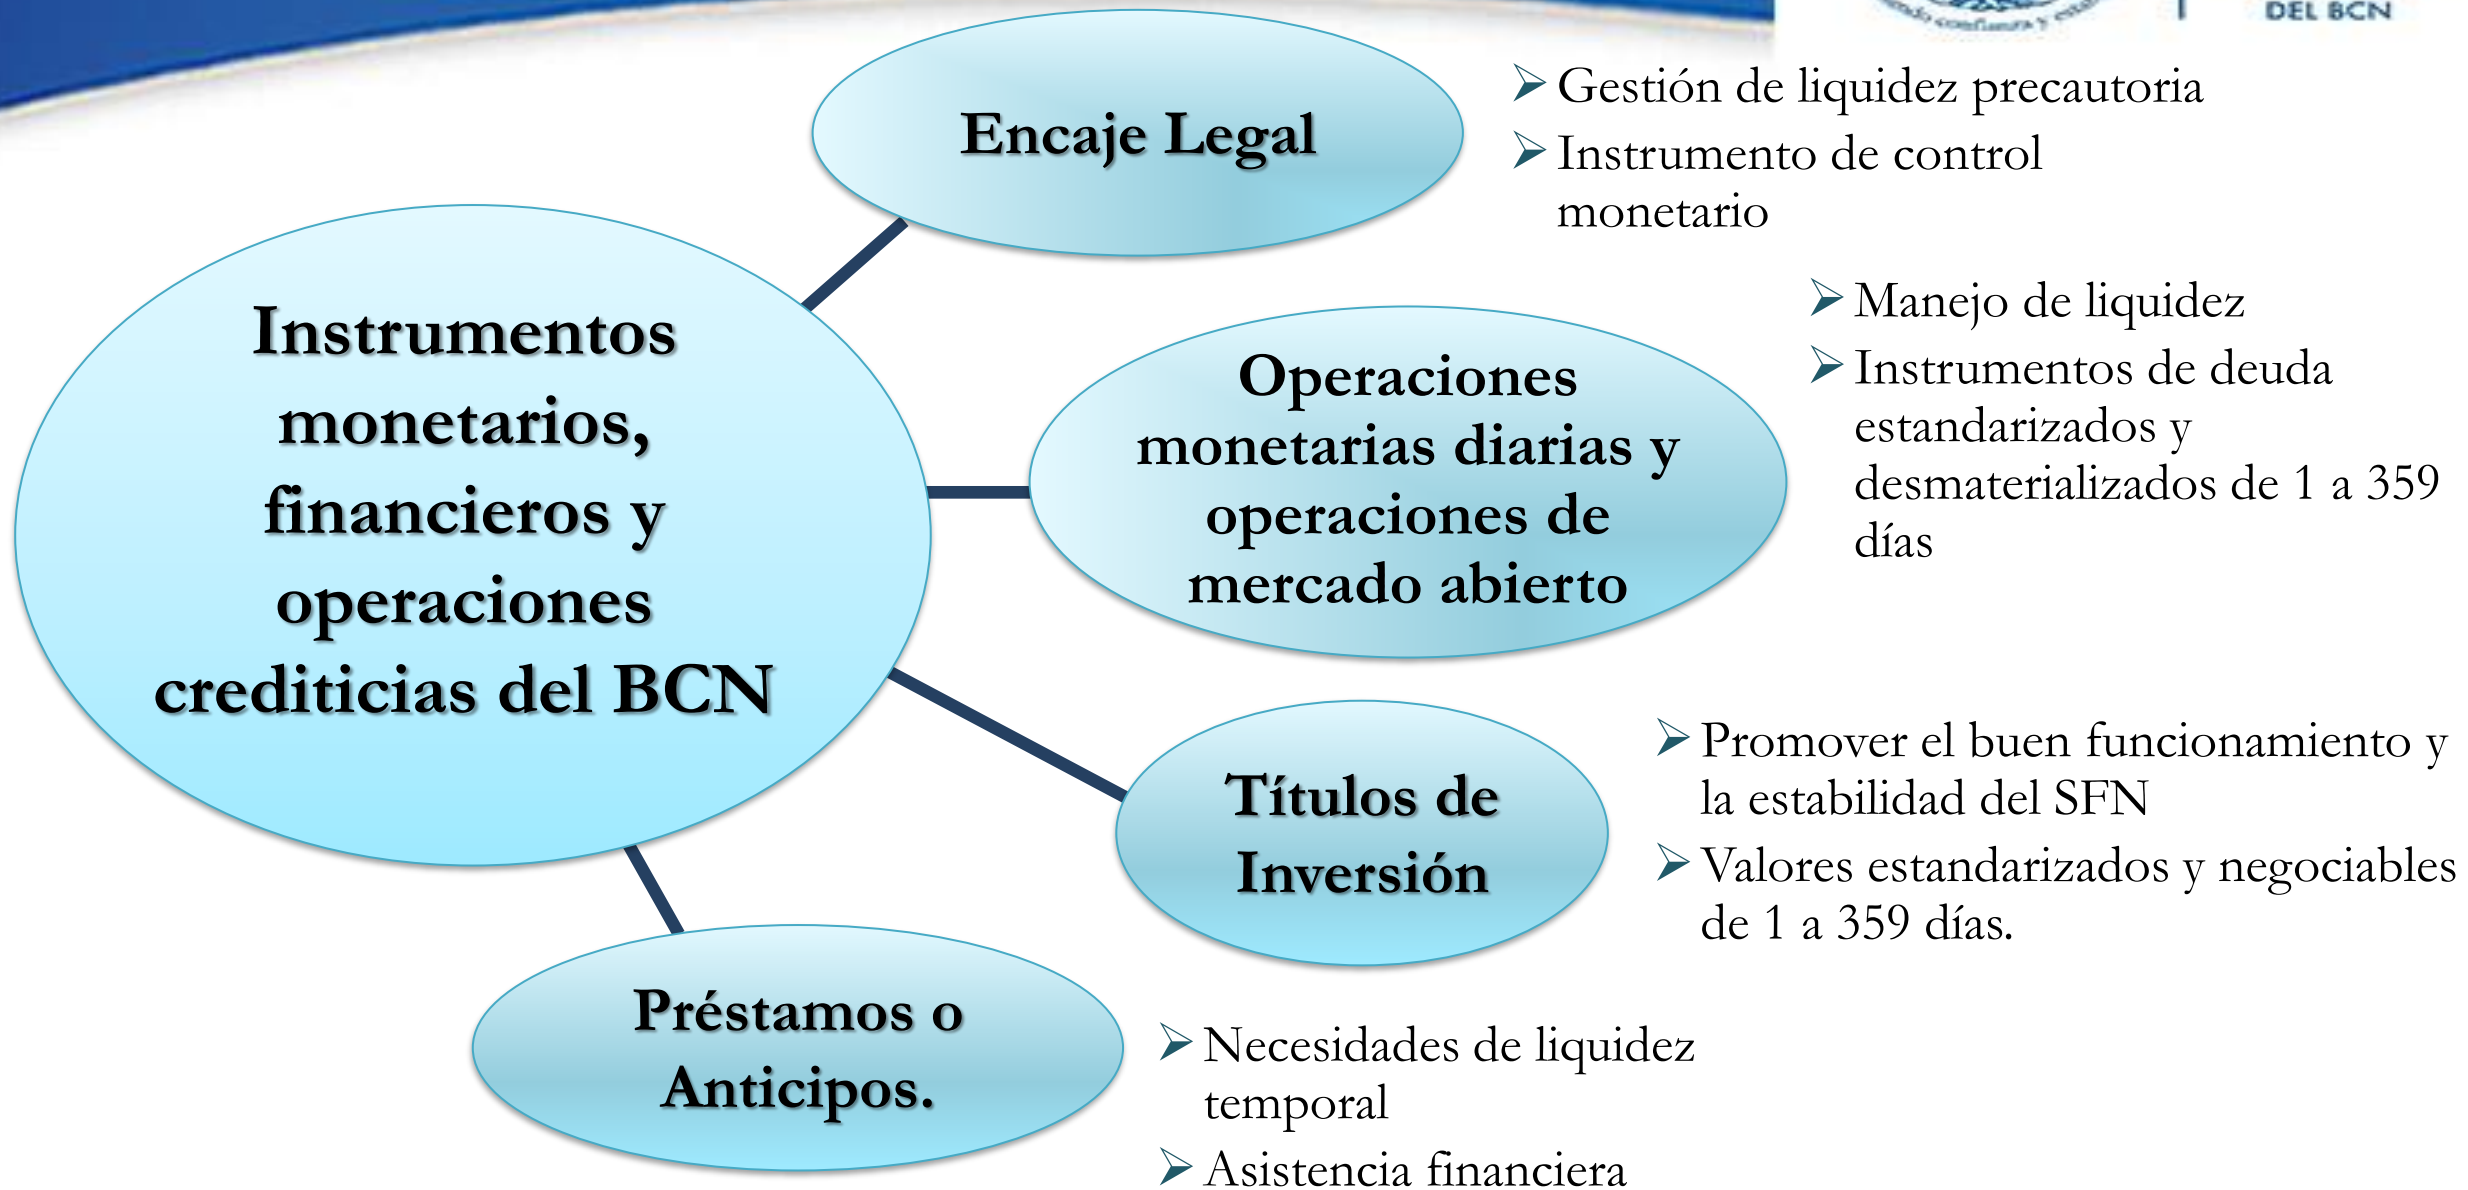 DEL BCN
Encaje Legal
Gestión de liquidez precautoria
Instrumento de control
monetario
Instrumentos
monetarios,
financieros y
operaciones
crediticias del BCN
Operaciones
monetarias diarias y
operaciones de
mercado abierto
Manejo de liquidez
Instrumentos de deuda
estandarizados y
desmaterializados de 1 a 359
días
Títulos de
Inversión
Promover el buen funcionamiento y
la estabilidad del SFN
Valores estandarizados y negociables
de 1 a 359 días.
Préstamos o
Anticipos.
Necesidades de liquidez
temporal
Asistencia financiera